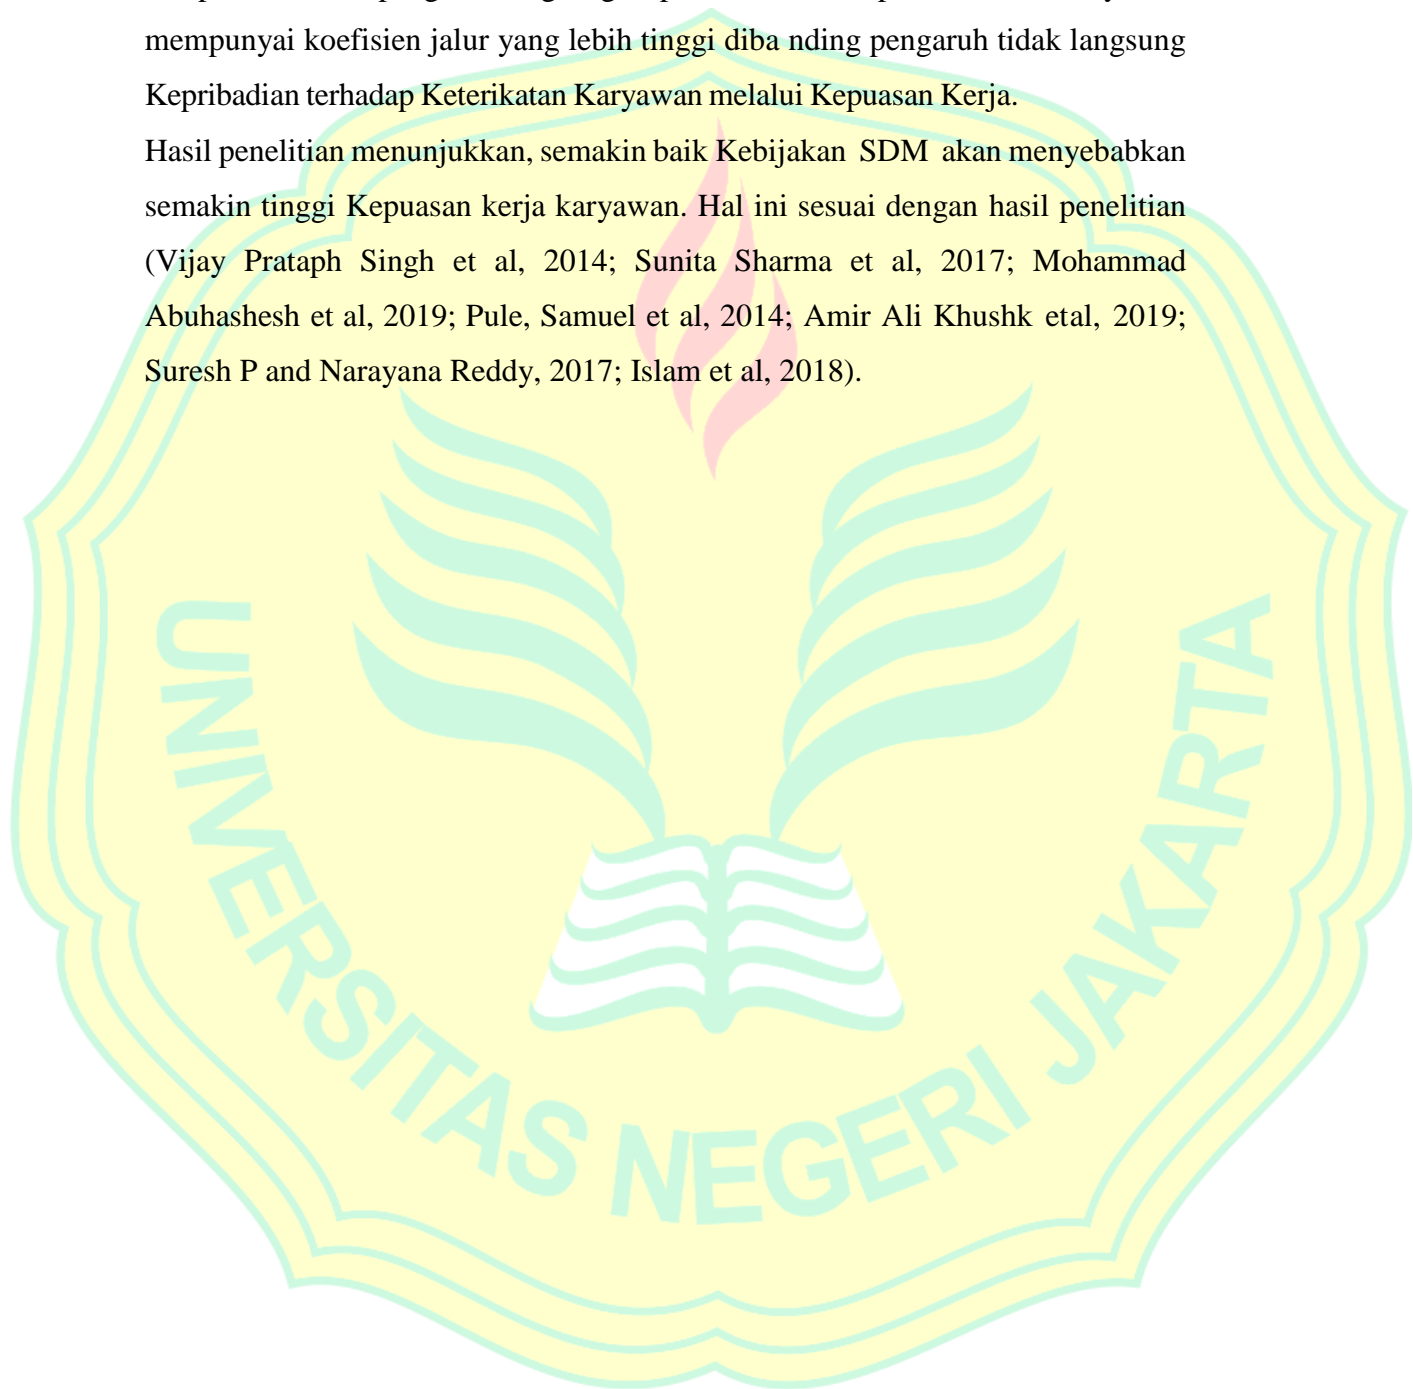 mempunyai koefisien jalur yang lebih tinggi diba nding pengaruh tidak langsung
Kepribadian terhadap Keterikatan Karyawan melalui Kepuasan Kerja.
Hasil penelitian menunjukkan, semakin baik Kebijakan SDM akan menyebabkan
semakin tinggi Kepuasan kerja karyawan. Hal ini sesuai dengan hasil penelitian
(Vijay Prataph Singh et al, 2014; Sunita Sharma et al, 2017; Mohammad
Abuhashesh et al, 2019; Pule, Samuel et al, 2014; Amir Ali Khushk etal, 2019;
Suresh P and Narayana Reddy, 2017; Islam et al, 2018).
UNIVERSITAS NEGERI JAKARTA